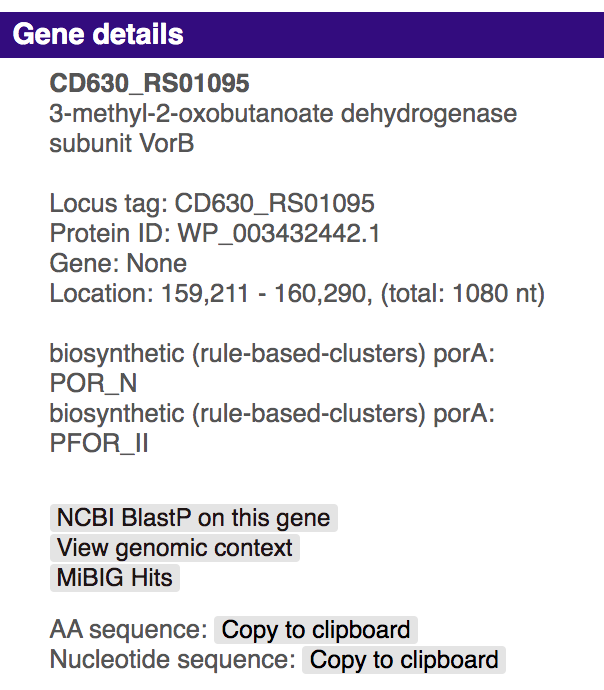 Gene details
CD630_RS01095
3-methyl-2-oxobutanoate dehydrogenase
subunit VorB
Locus tag: CD630_RS01095
Protein ID: WP_003432442.1
Gene: None
Location: 159,211 - 160,290, (total: 1080 nt)
biosynthetic (rule-based-clusters) porA:
POR_N
biosynthetic (rule-based-clusters) porA:
PFOR_II
NCBI BlastP on this gene
View genomic context
MiBIG Hits
AA sequence: Copy to clipboard
Nucleotide sequence: Copy to clipboard